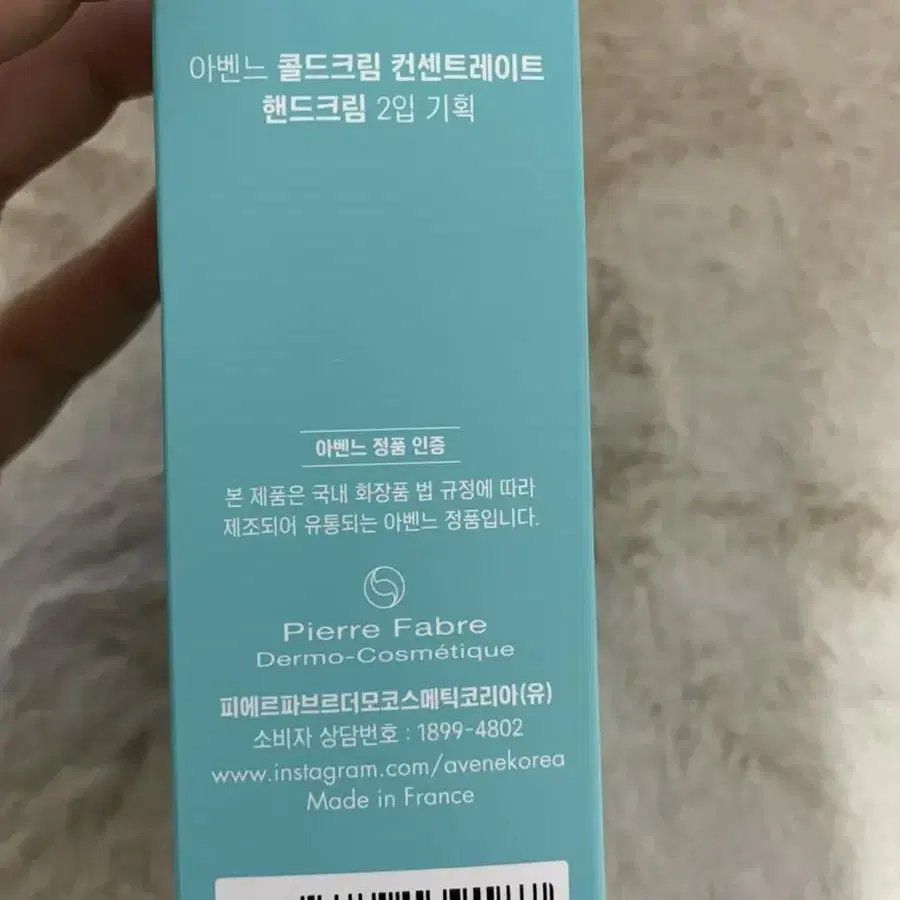 아벤느 콜드크림 컨센트레이트
핸드크림 2입 기획
아벤느 정품 인증
본 제품은 국내 화장품 법 규정에 따라
제조되어 유통되는 아벤느 정품입니다.
Pierre Fabre
Dermo-Cosmétique
피에르파브르더모코스메틱코리아(유)
소비자 상담번호 : 1899-4802
www.instagram.com/avenekorea
Made in France